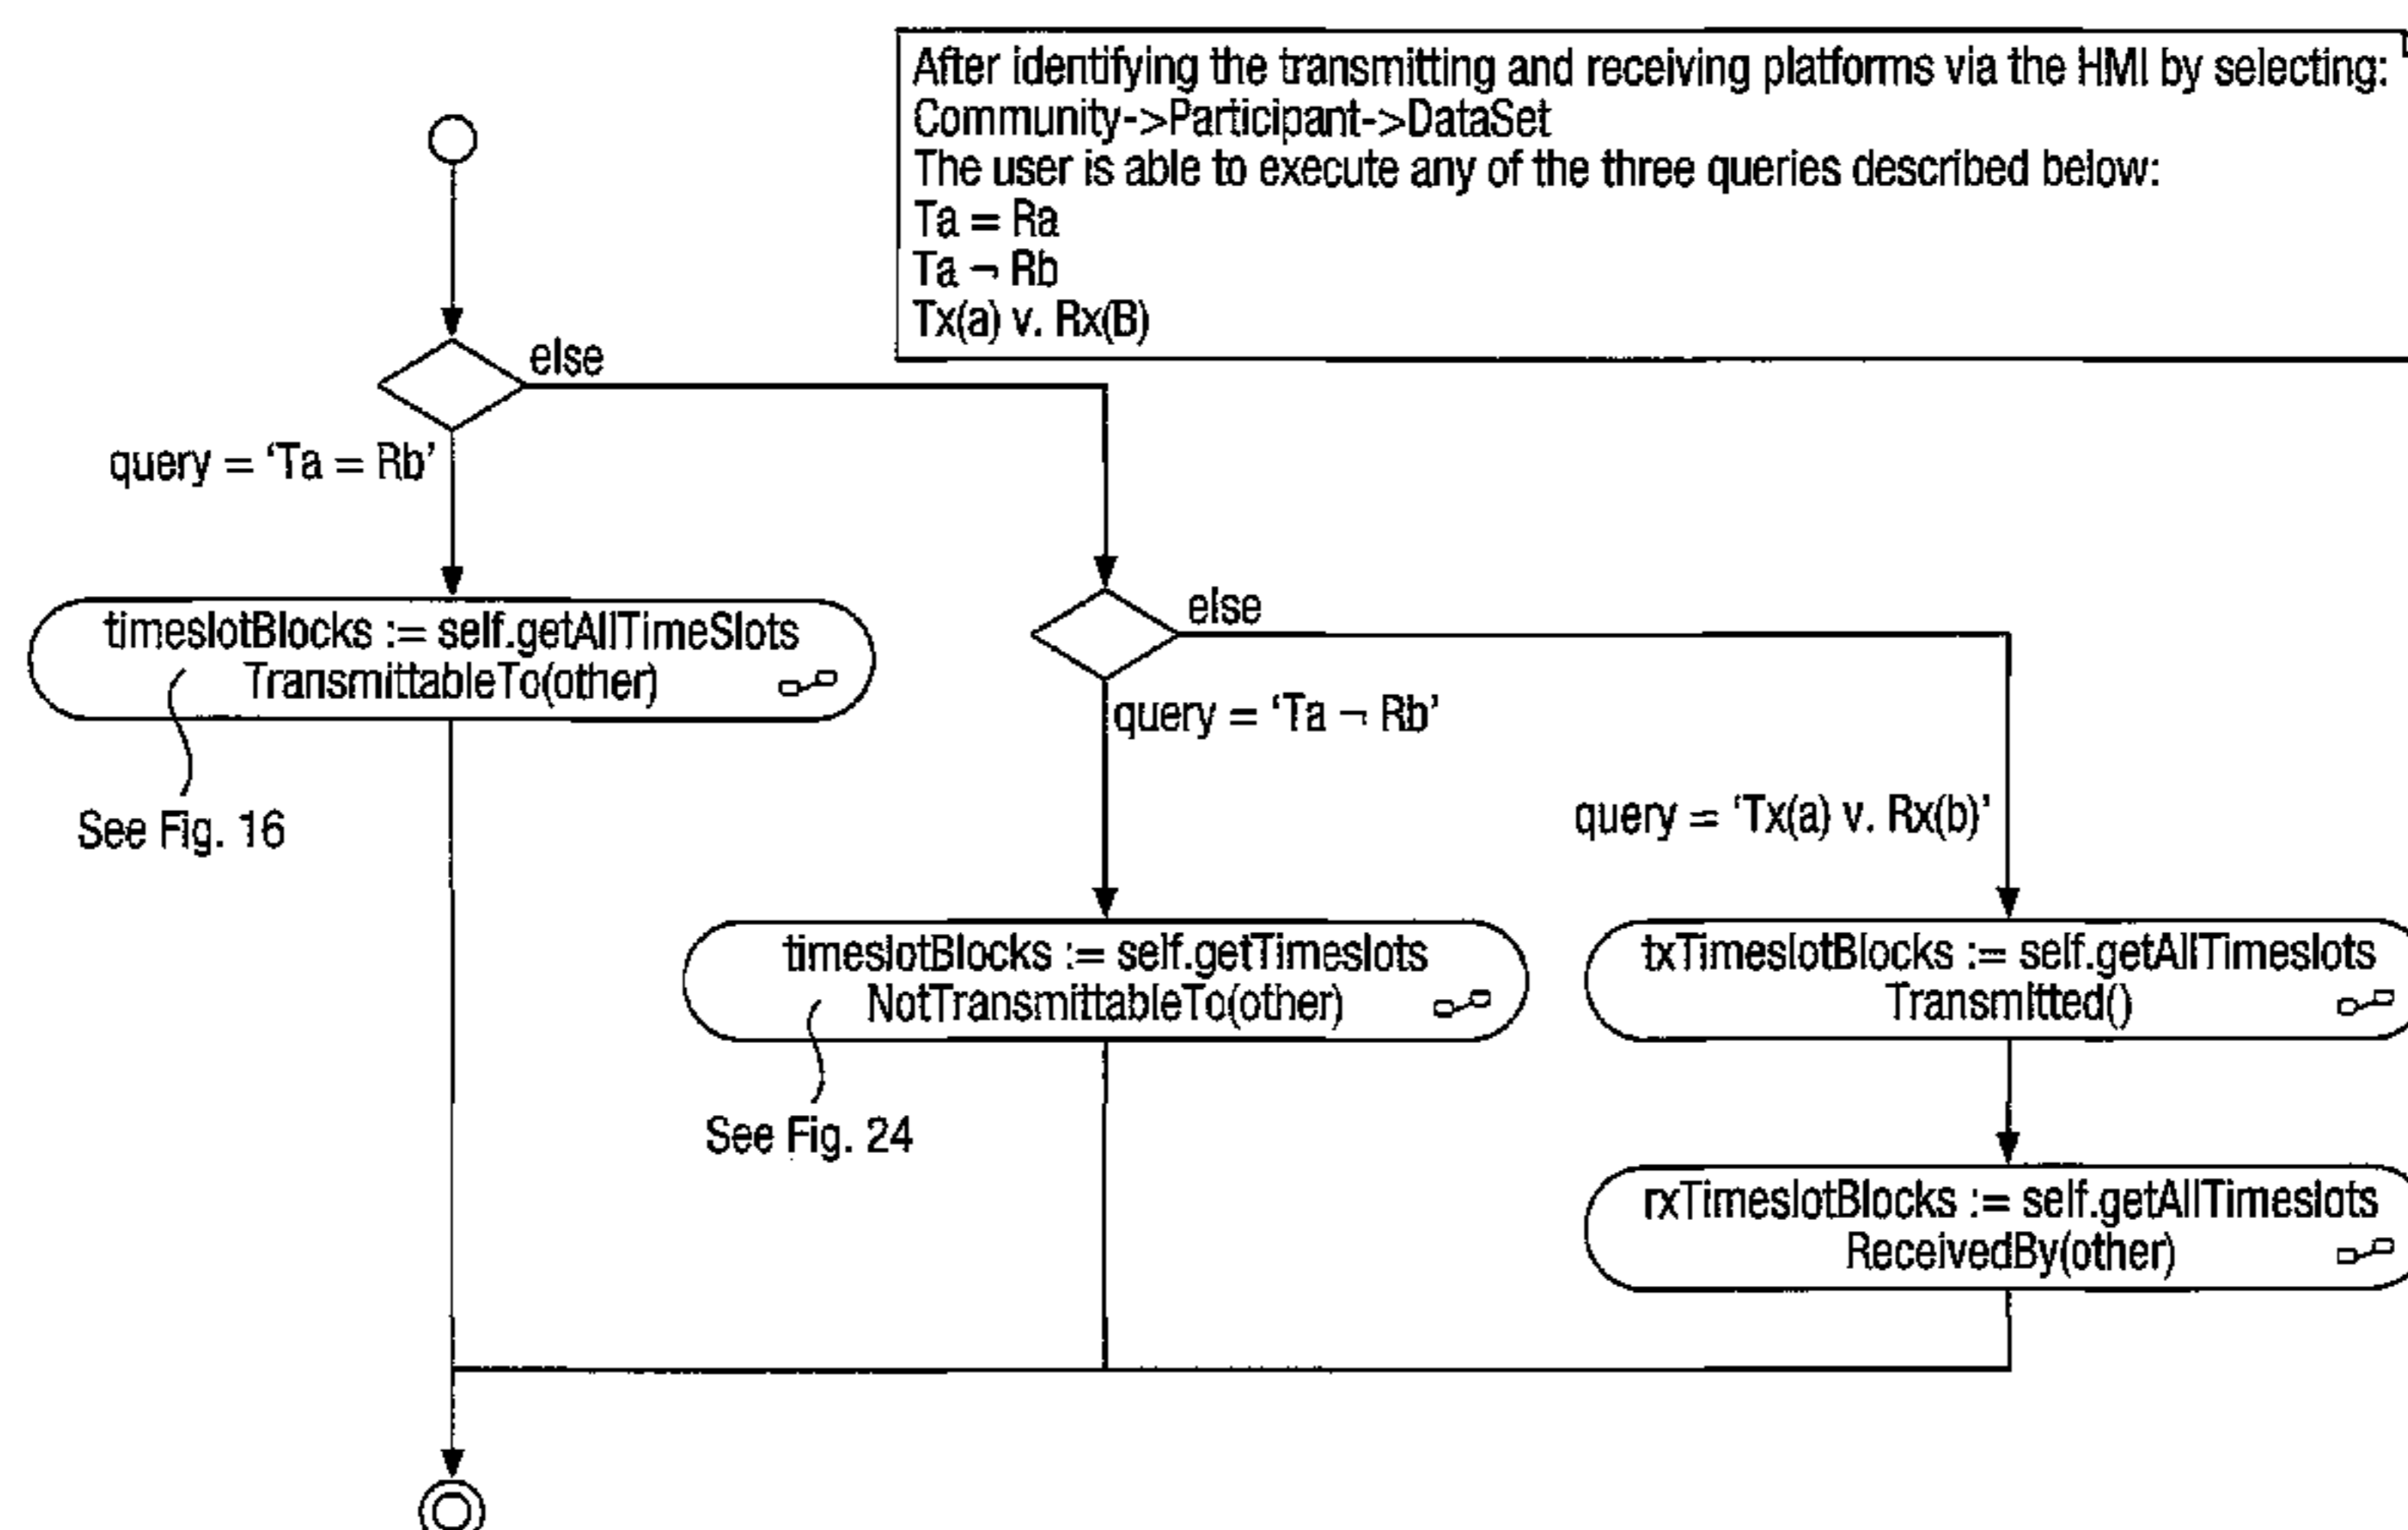 After identifying the transmitting and receiving platforms via the HMI by selecting:
Community->Participant->DataSet
The user is able to execute any of the three queries described below:
Ta = Ra
Ta ¬ Rb
Tx(a) v. Rx(B)
else
query = ‘Ta = Rb’
timeslotBlocks := self.getAllTimeSlots
TransmittableTo(other)
See Fig. 16
else
query = ‘Ta ¬ Rb’
timeslotBlocks := self.getTimeslots
NotTransmittableTo(other)
See Fig. 24
query = ‘Tx(a) v. Rx(b)’
txTimeslotBlocks := self.getAllTimeslots
Transmitted()
rxTimeslotBlocks := self.getAllTimeslots
ReceivedBy(other)